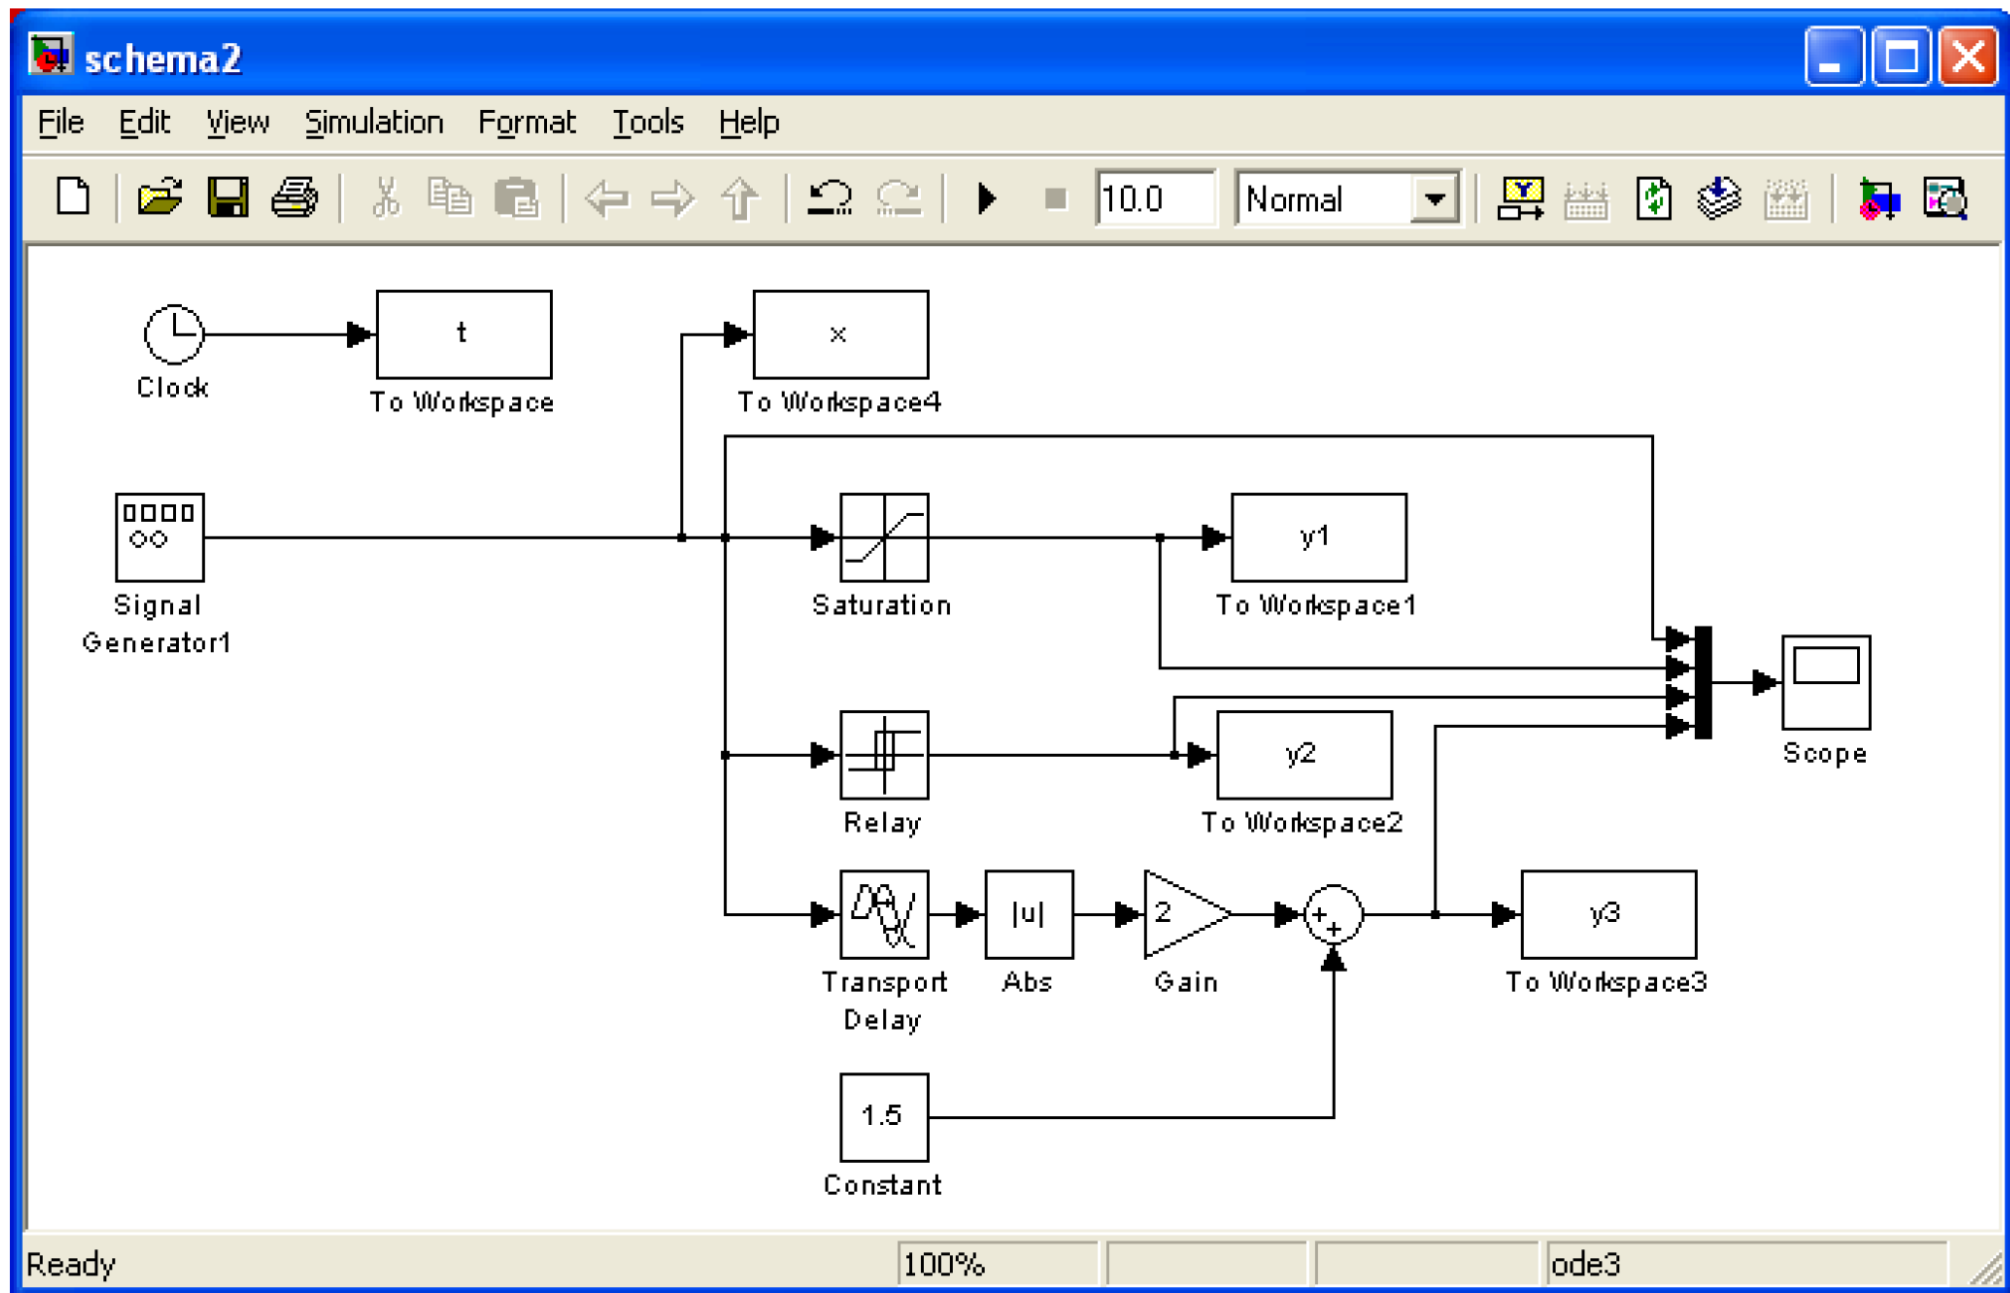 schema2
File Edit View Simulation Format Tools Help
10.0 Normal
t
x
Clock
To Workspace
To Workspace4
y1
Signal
Generator1
Saturation
To Workspace1
y2
Relay
To Workspace2
Scope
|u|
2
+
+
y3
Transport
Delay
Abs
Gain
To Workspace3
1.5
Constant
Ready 100% ode3